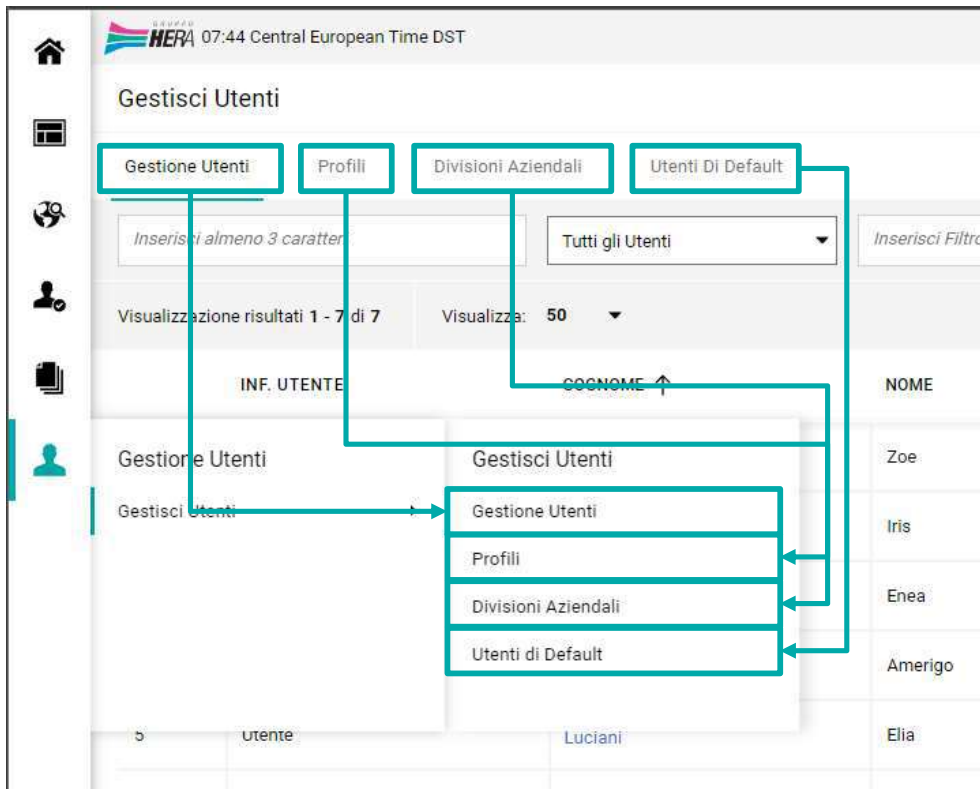 GRUPPO
HERA 07:44 Central European Time DST
Gestisci Utenti
Gestione Utenti Profili Divisioni Aziendali Utenti Di Default
Inserisci almeno 3 caratter Tutti gli Utenti Inserisci Filtro
Visualizzazione risultati 1 - 7 di 7 Visualizza: 50
INF. UTENTE COGNOME NOME
Gestione Utenti Gestisci Utenti Zoe
Gestisci Utenti Gestione Utenti Iris
Profili
Divisioni Aziendali Enea
Utenti di Default Amerigo
5 Utente Luciani Elia